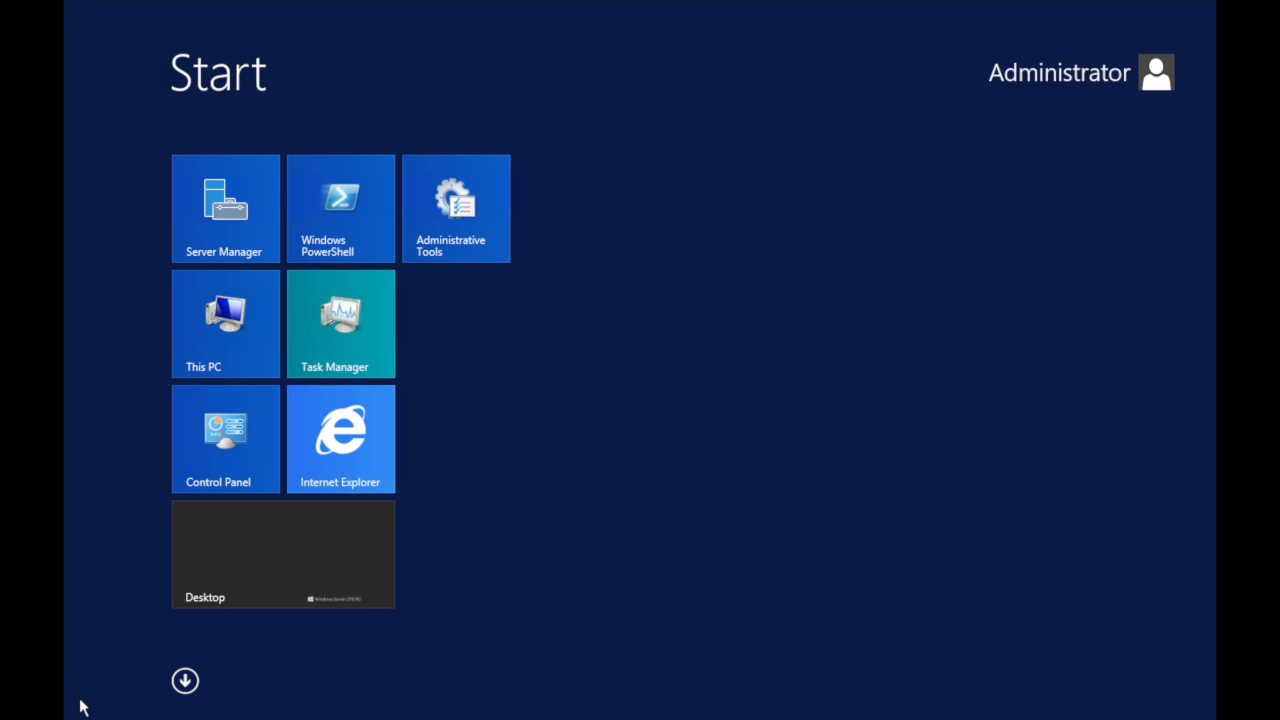 Start
Administrator
Server Manager
Windows
PowerShell
Administrative
Tools
This PC
Task Manager
Control Panel
Internet Explorer
Desktop